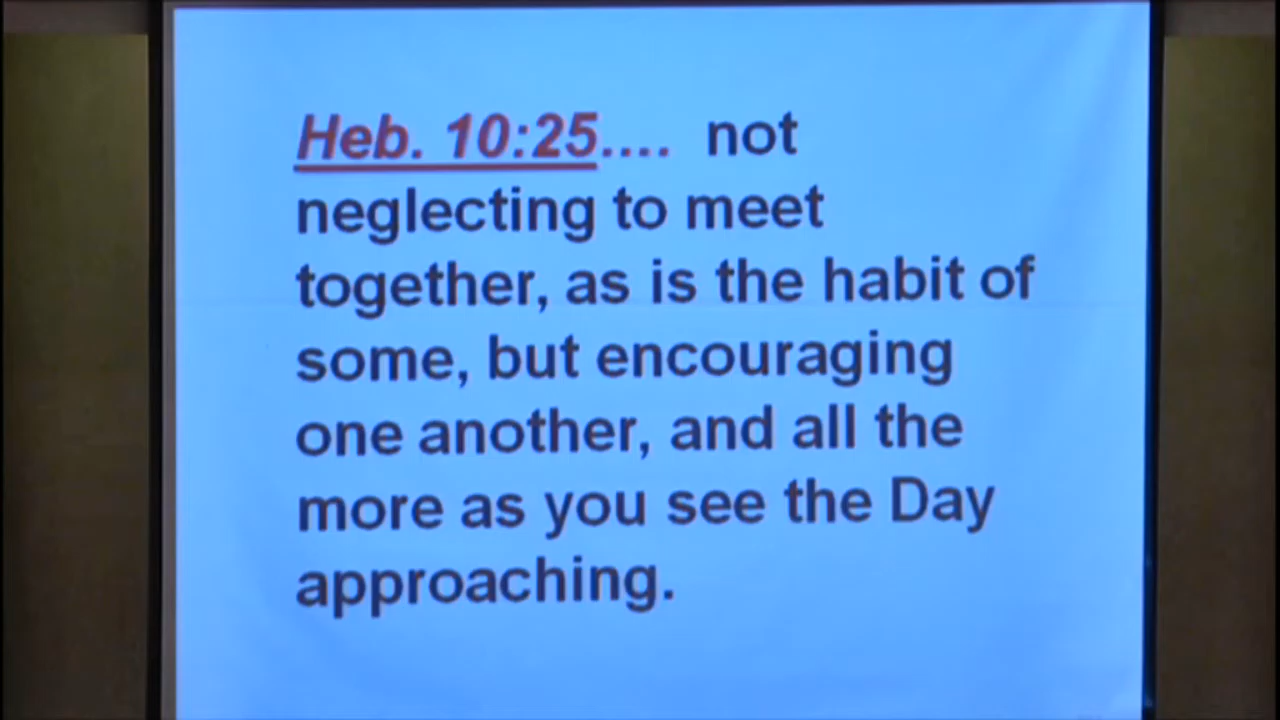 Heb. 10:25.... not
neglecting to meet
together, as is the habit of
some, but encouraging
one another, and all the
more as you see the Day
approaching.